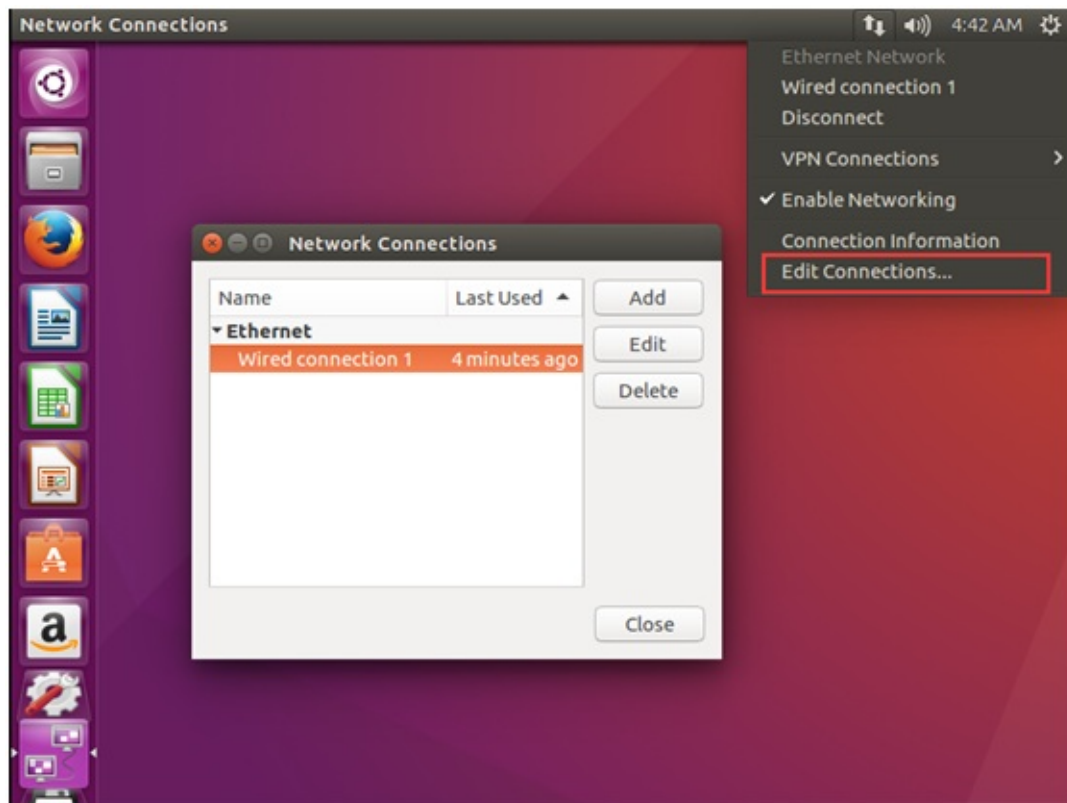 Network Connections
4:42 AM
Ethernet Network
Wired connection 1
Disconnect
VPN Connections
Enable Networking
Connection Information
Edit Connections...
Network Connections
Name Last Used
Ethernet
Wired connection 1 4 minutes ago
Add
Edit
Delete
Close
a